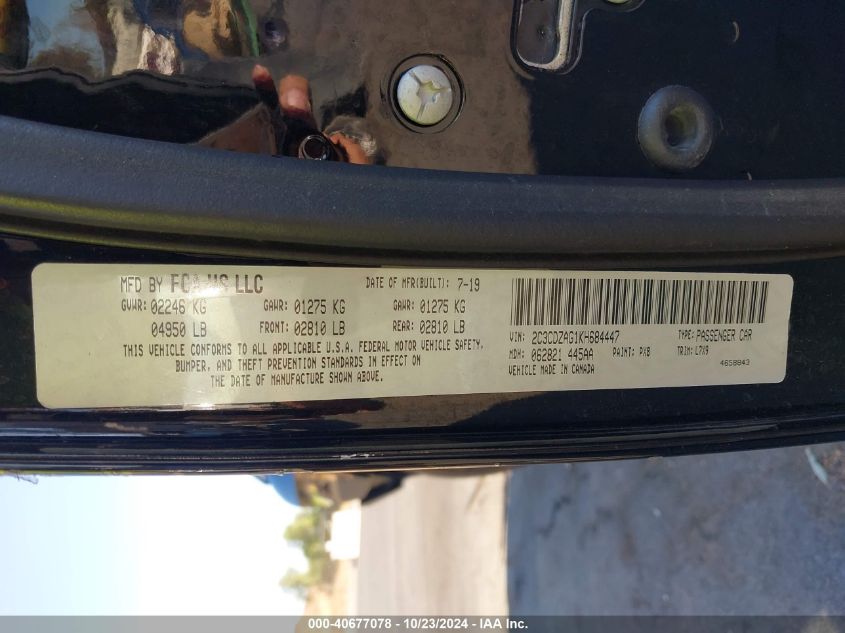 MFD BY FCA US LLC DATE OF MFR(BUILT): 7-19
GVWR: 02246 KG GAWR: 01275 KG GAWR: 01275 KG
04950 LB FRONT: 02810 LB REAR: 02810 LB
THIS VEHICLE CONFORMS TO ALL APPLICABLE U.S.A. FEDERAL MOTOR VEHICLE SAFETY,
BUMPER, AND THEFT PREVENTION STANDARDS IN EFFECT ON
THE DATE OF MANUFACTURE SHOWN ABOVE.
VIN: 2C3CDZAG1KH684447 TYPE: PASSENGER CAR
MDH: 062821 445AA PAINT: PX8 TRIM: L7X9
VEHICLE MADE IN CANADA 4658843
000-40677078 - 10/23/2024 - IAA Inc.